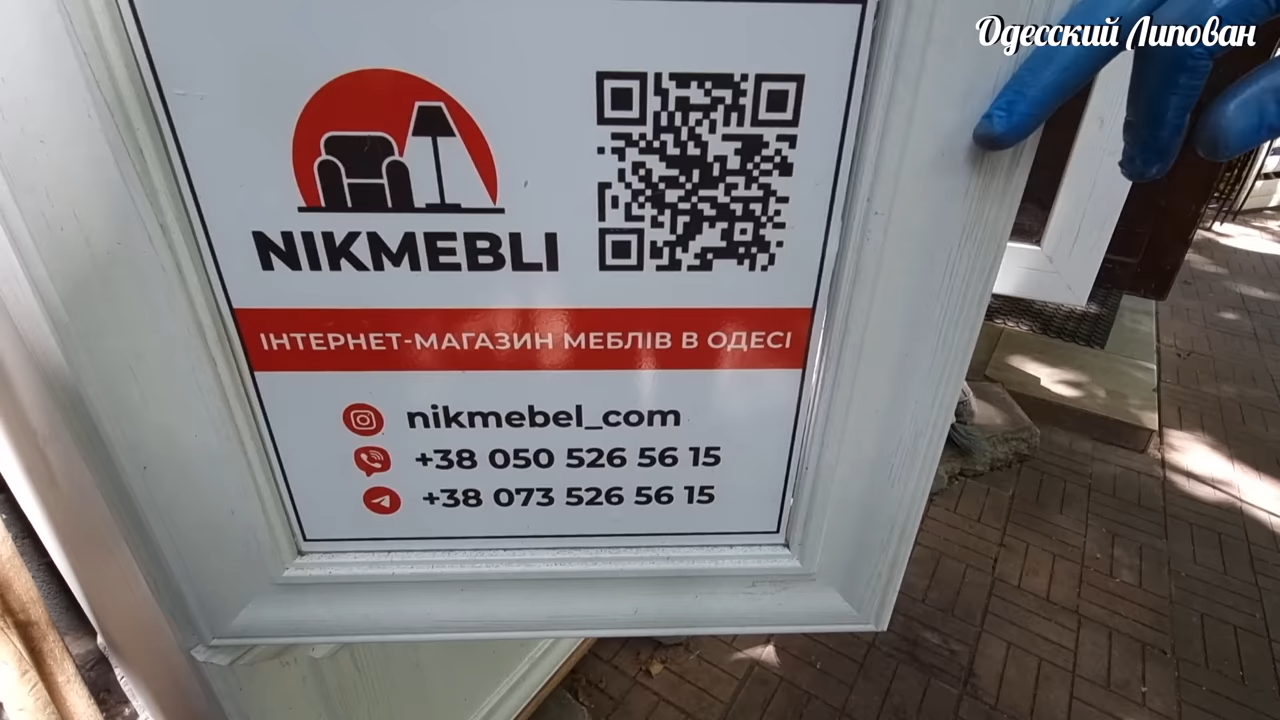 Одесский Липован
NIKMEBLI
ІНТЕРНЕТ-МАГАЗИН МЕБЛІВ В ОДЕСІ
nikmebel_com
+38 050 526 56 15
+38 073 526 56 15